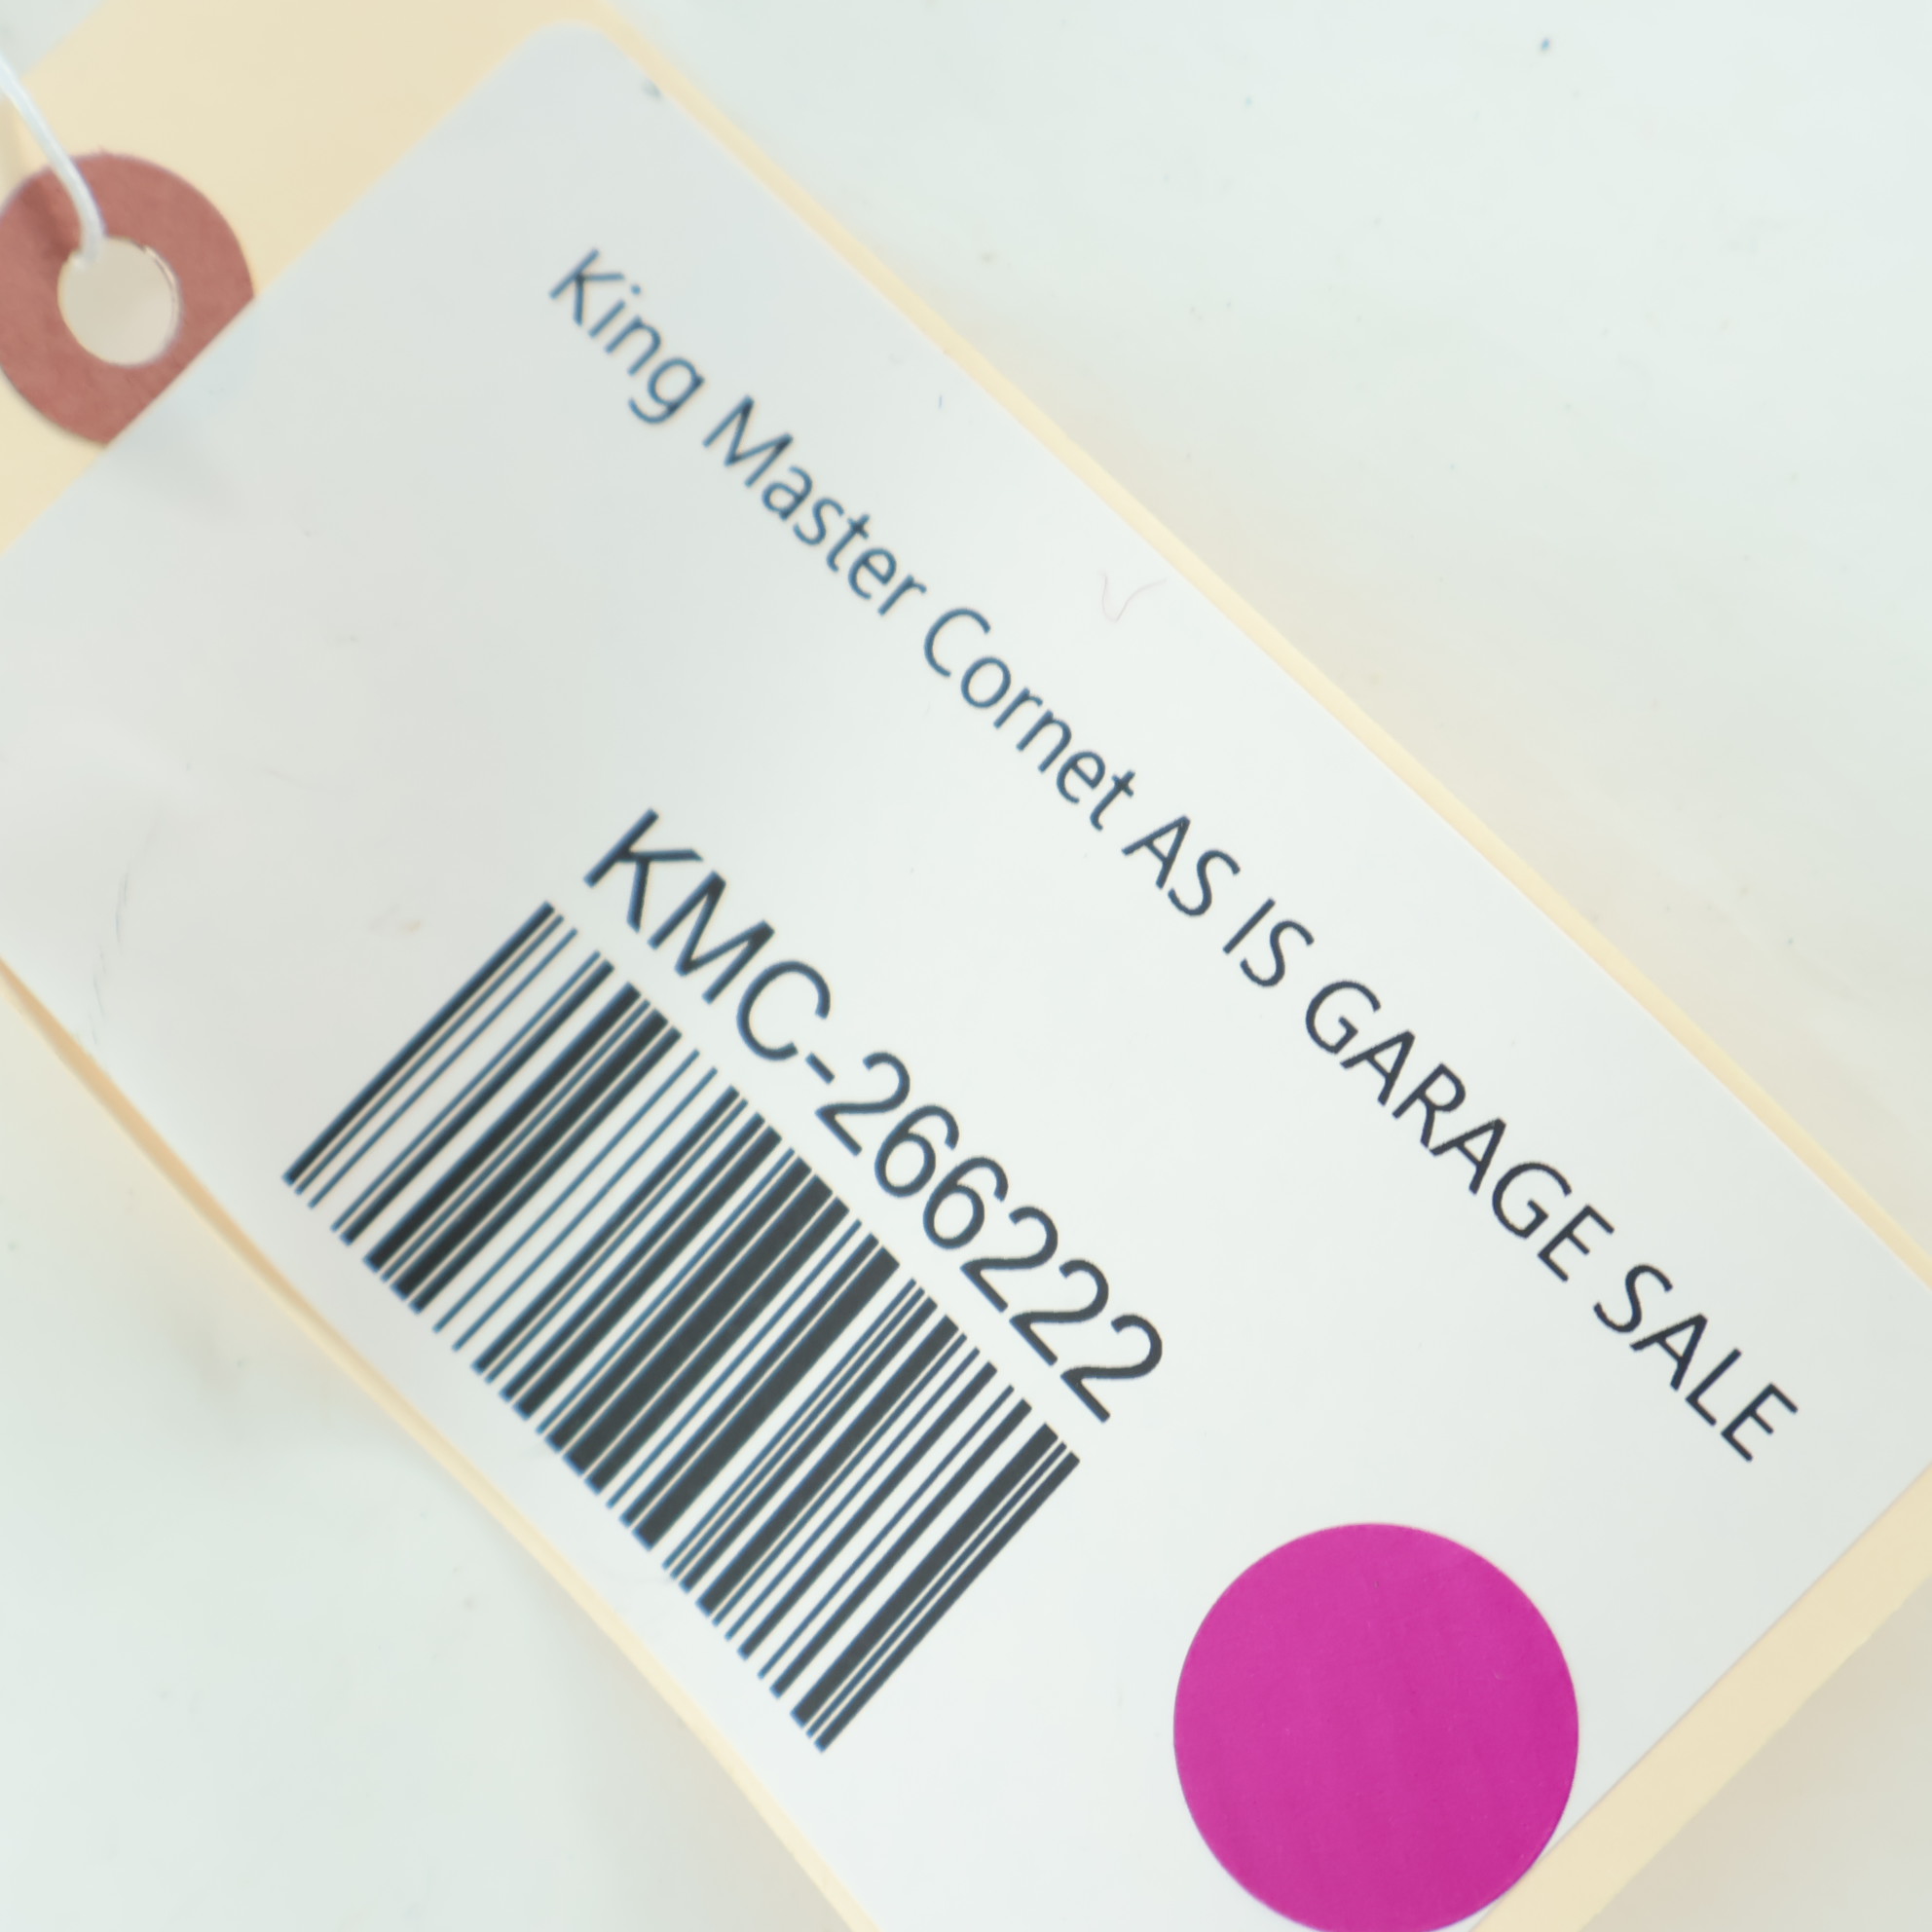 King Master Cornet AS IS GARAGE SALE
KMC-266222